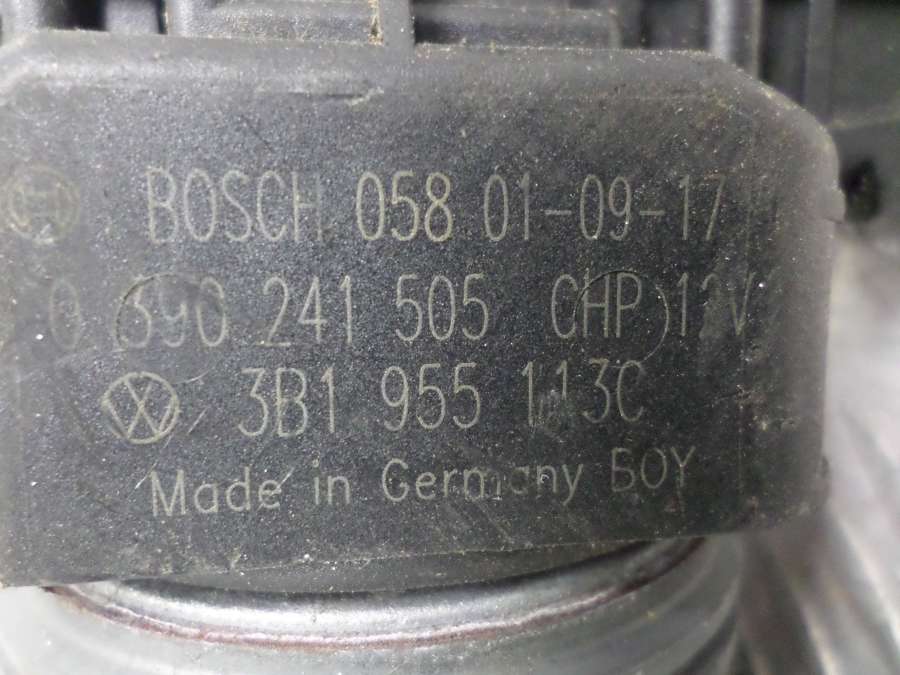 BOSCH 058 01-09-17
0 390 241 505 CHP 12V
3B1 955 113C
Made in Germany BOY